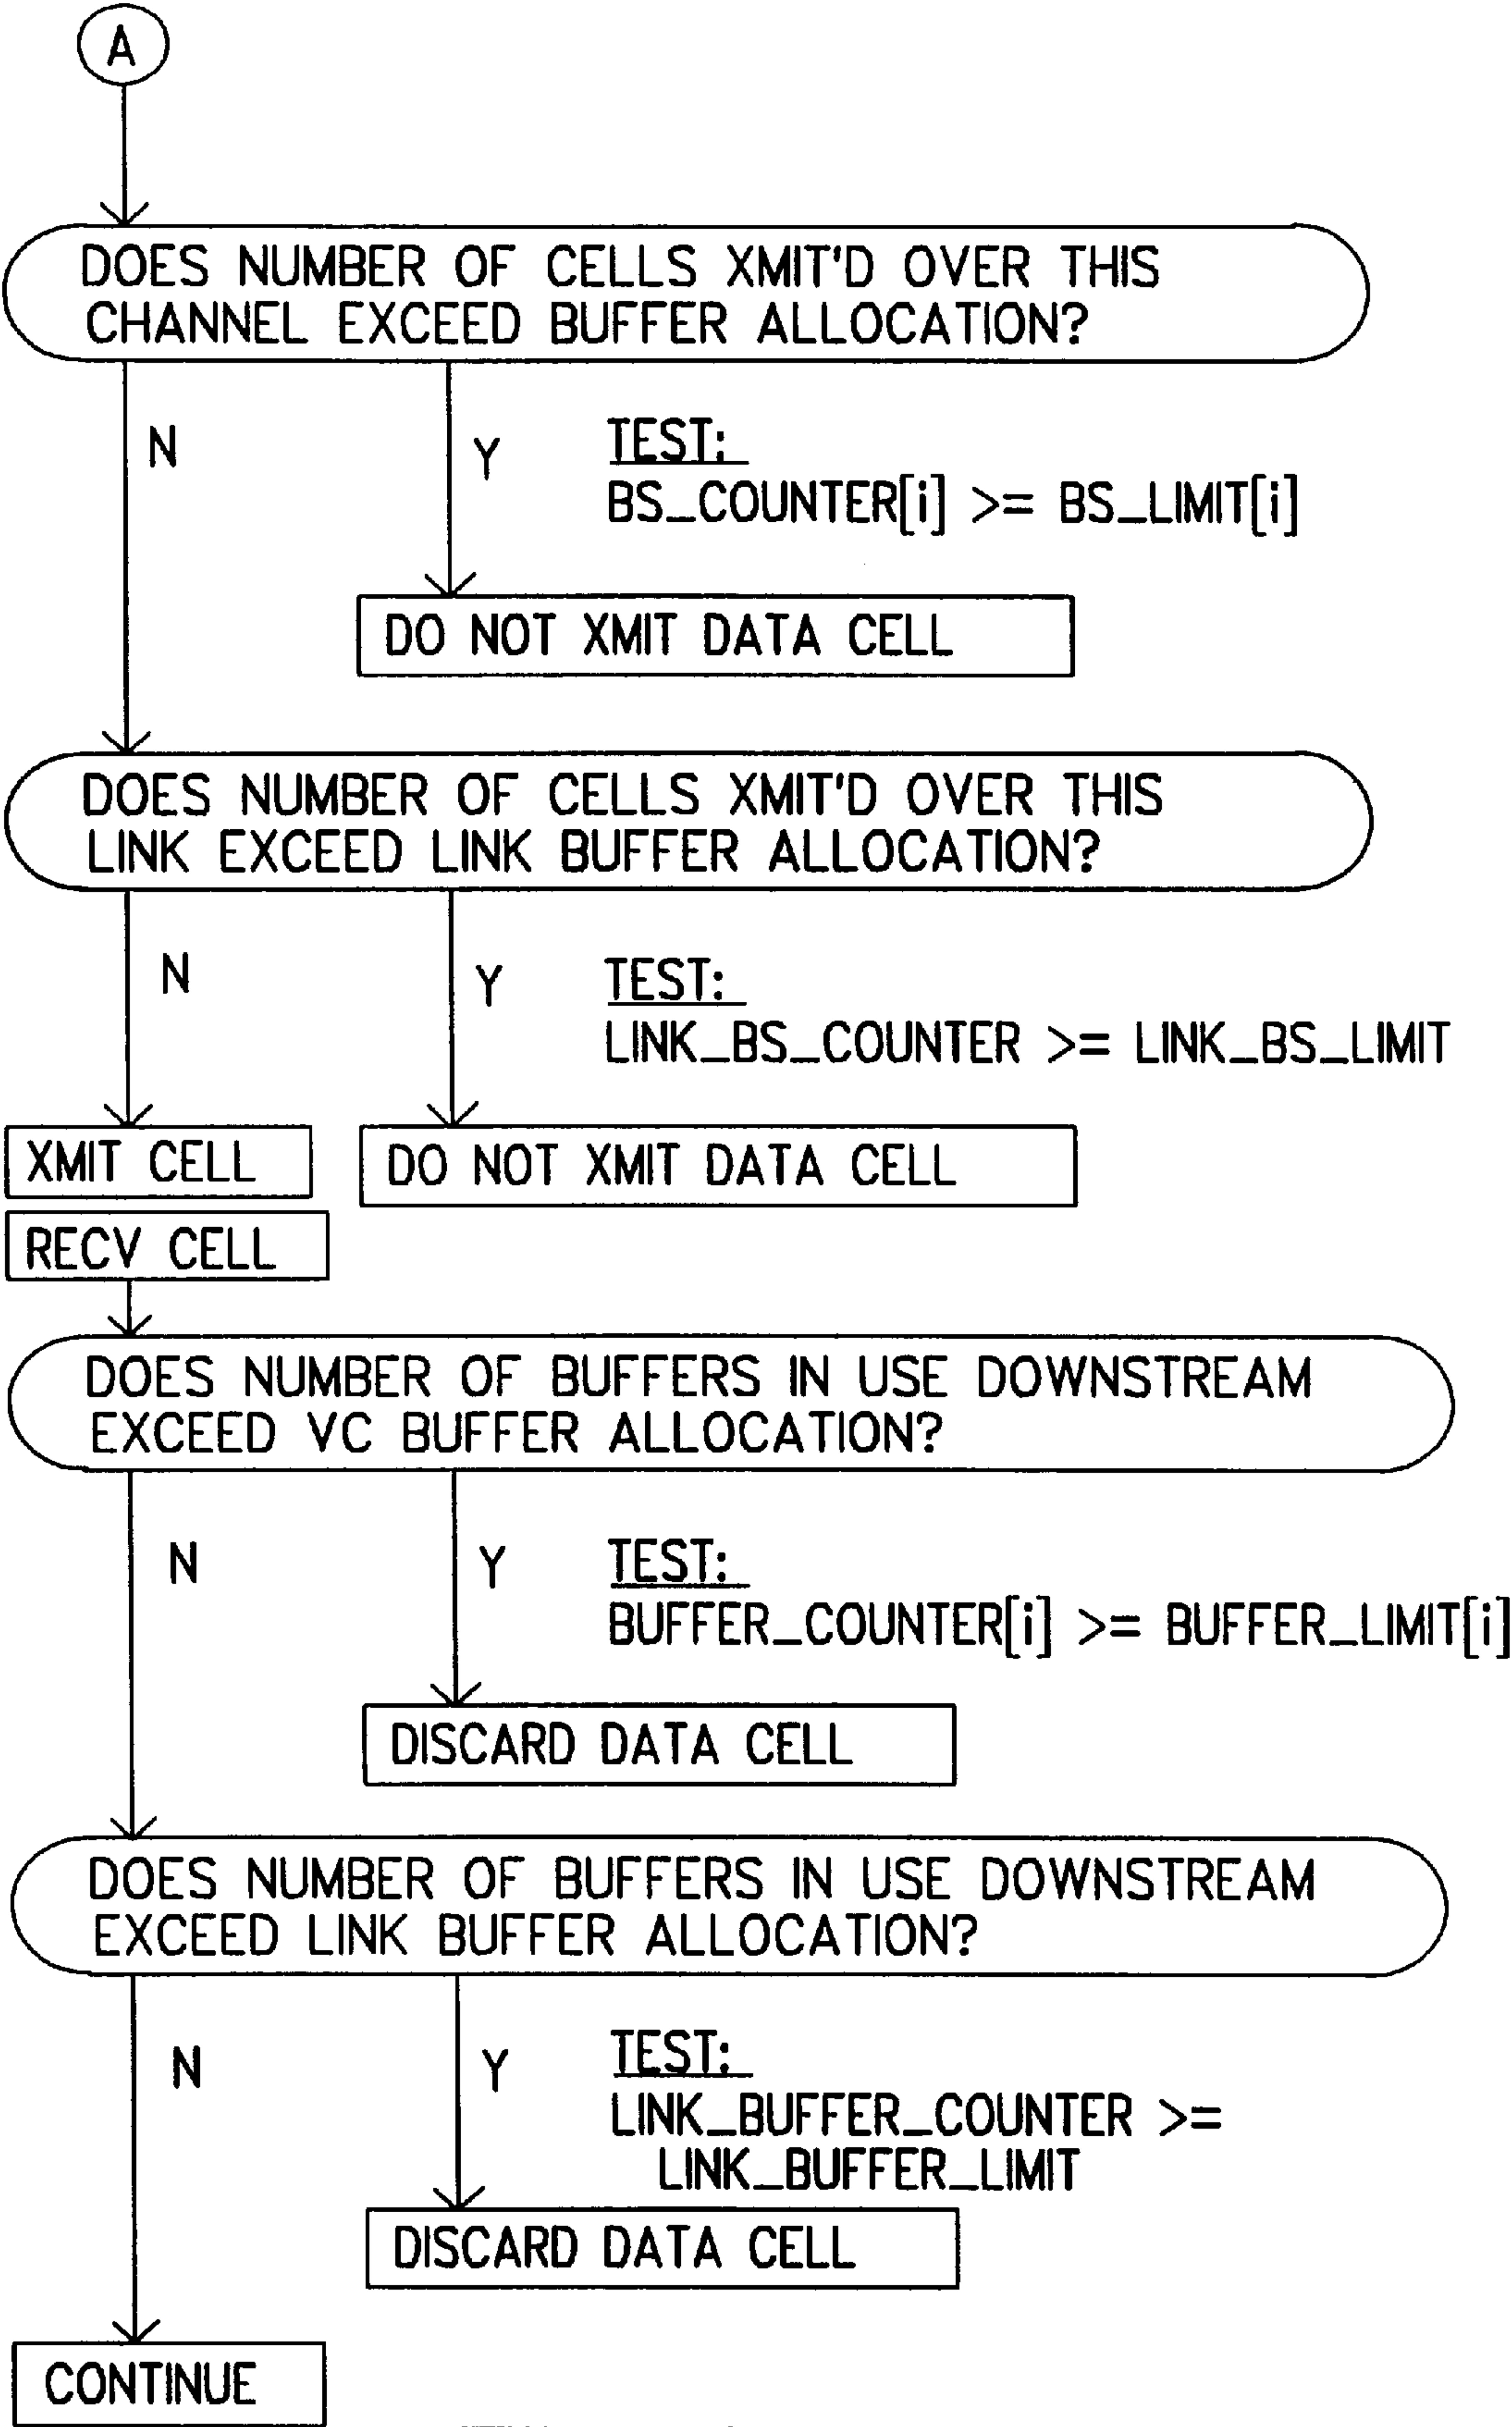 A
DOES NUMBER OF CELLS XMIT'D OVER THIS
CHANNEL EXCEED BUFFER ALLOCATION?
N
Y
TEST:
BS_COUNTER[i] >= BS_LIMIT[i]
DO NOT XMIT DATA CELL
DOES NUMBER OF CELLS XMIT'D OVER THIS
LINK EXCEED LINK BUFFER ALLOCATION?
N
Y
TEST:
LINK_BS_COUNTER >= LINK_BS_LIMIT
XMIT CELL
DO NOT XMIT DATA CELL
RECV CELL
DOES NUMBER OF BUFFERS IN USE DOWNSTREAM
EXCEED VC BUFFER ALLOCATION?
N
Y
TEST:
BUFFER_COUNTER[i] >= BUFFER_LIMIT[i]
DISCARD DATA CELL
DOES NUMBER OF BUFFERS IN USE DOWNSTREAM
EXCEED LINK BUFFER ALLOCATION?
N
Y
TEST:
LINK_BUFFER_COUNTER >=
LINK_BUFFER_LIMIT
DISCARD DATA CELL
CONTINUE